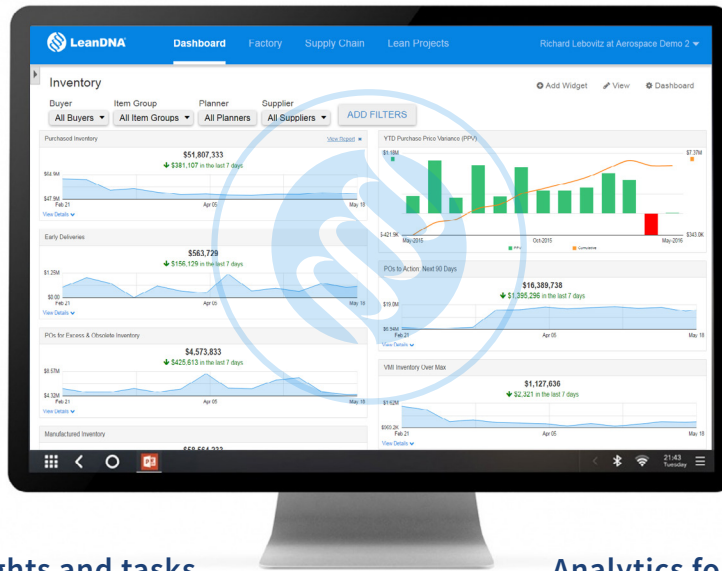 LeanDNA
Dashboard Factory Supply Chain Lean Projects Richard Lebovitz at Aerospace Demo 2
Inventory
Add Widget View Dashboard
Buyer Item Group Planner Supplier
All Buyers All Item Groups All Planners All Suppliers ADD FILTERS
Purchased Inventory View Report
$51,807,333
$381,107 in the last 7 days
$64.9M
$47.9M
Feb 21 Apr 05 May 18
View Details
YTD Purchase Price Variance (PPV)
$1.18M $7.37M
$-421.9K $343.0K
May-2015 Oct-2015 May-2016
PPV Cumulative
Early Deliveries
$563,729
$156,129 in the last 7 days
$1.25M
$0.00
Feb 21 Apr 05 May 18
View Details
POs to Action, Next 90 Days
$16,389,738
$1,395,296 in the last 7 days
$19.0M
Feb 21 Apr 05 May 18
View Details
POs for Excess & Obsolete Inventory
$4,573,833
$425,613 in the last 7 days
$8.57M
$4.32M
Feb 21 Apr 05 May 18
View Details
VMI Inventory Over Max
$1,127,636
$2,321 in the last 7 days
$1.62M
Feb 21 Apr 05 May 18
View Details
Manufactured Inventory
21:43
Tuesday
ghts and tasks
Analytics fo